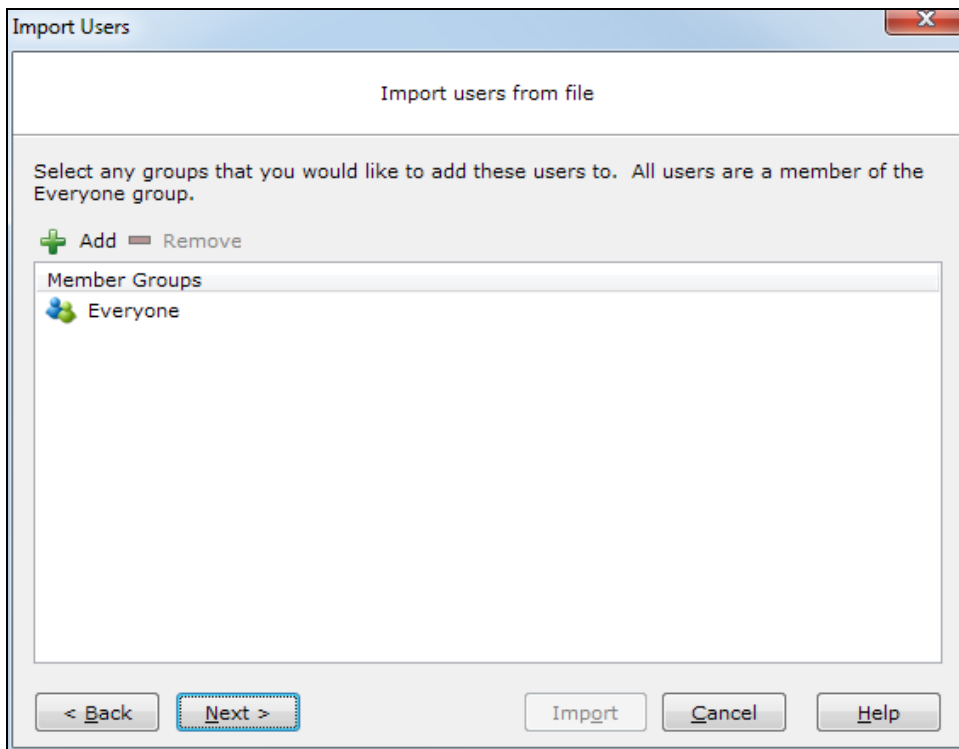 Import Users
Import users from file
Select any groups that you would like to add these users to.  All users are a member of the
Everyone group.
Add Remove
Member Groups
Everyone
< Back Next > Import Cancel Help